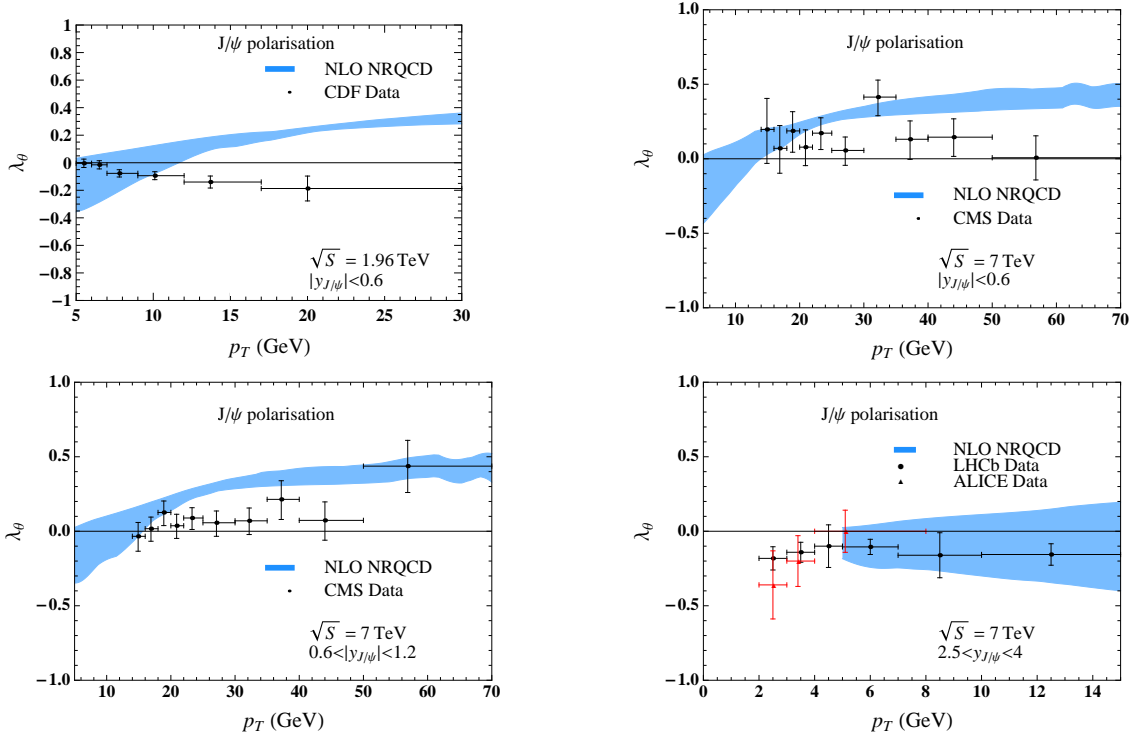 J/ψ polarisation
NLO NRQCD
CDF Data
√S = 1.96 TeV
|y_{J/ψ}|<0.6
λ_θ
1
0.8
0.6
0.4
0.2
0
−0.2
−0.4
−0.6
−0.8
−1
5 10 15 20 25 30
p_T (GeV)
J/ψ polarisation
NLO NRQCD
CMS Data
√S = 7 TeV
|y_{J/ψ}|<0.6
λ_θ
1.0
0.5
0.0
−0.5
−1.0
10 20 30 40 50 60 70
p_T (GeV)
J/ψ polarisation
NLO NRQCD
CMS Data
√S = 7 TeV
0.6<|y_{J/ψ}|<1.2
λ_θ
1.0
0.5
0.0
−0.5
−1.0
10 20 30 40 50 60 70
p_T (GeV)
J/ψ polarisation
NLO NRQCD
LHCb Data
ALICE Data
√S = 7 TeV
2.5<y_{J/ψ}<4
λ_θ
1.0
0.5
0.0
−0.5
−1.0
0 2 4 6 8 10 12 14
p_T (GeV)